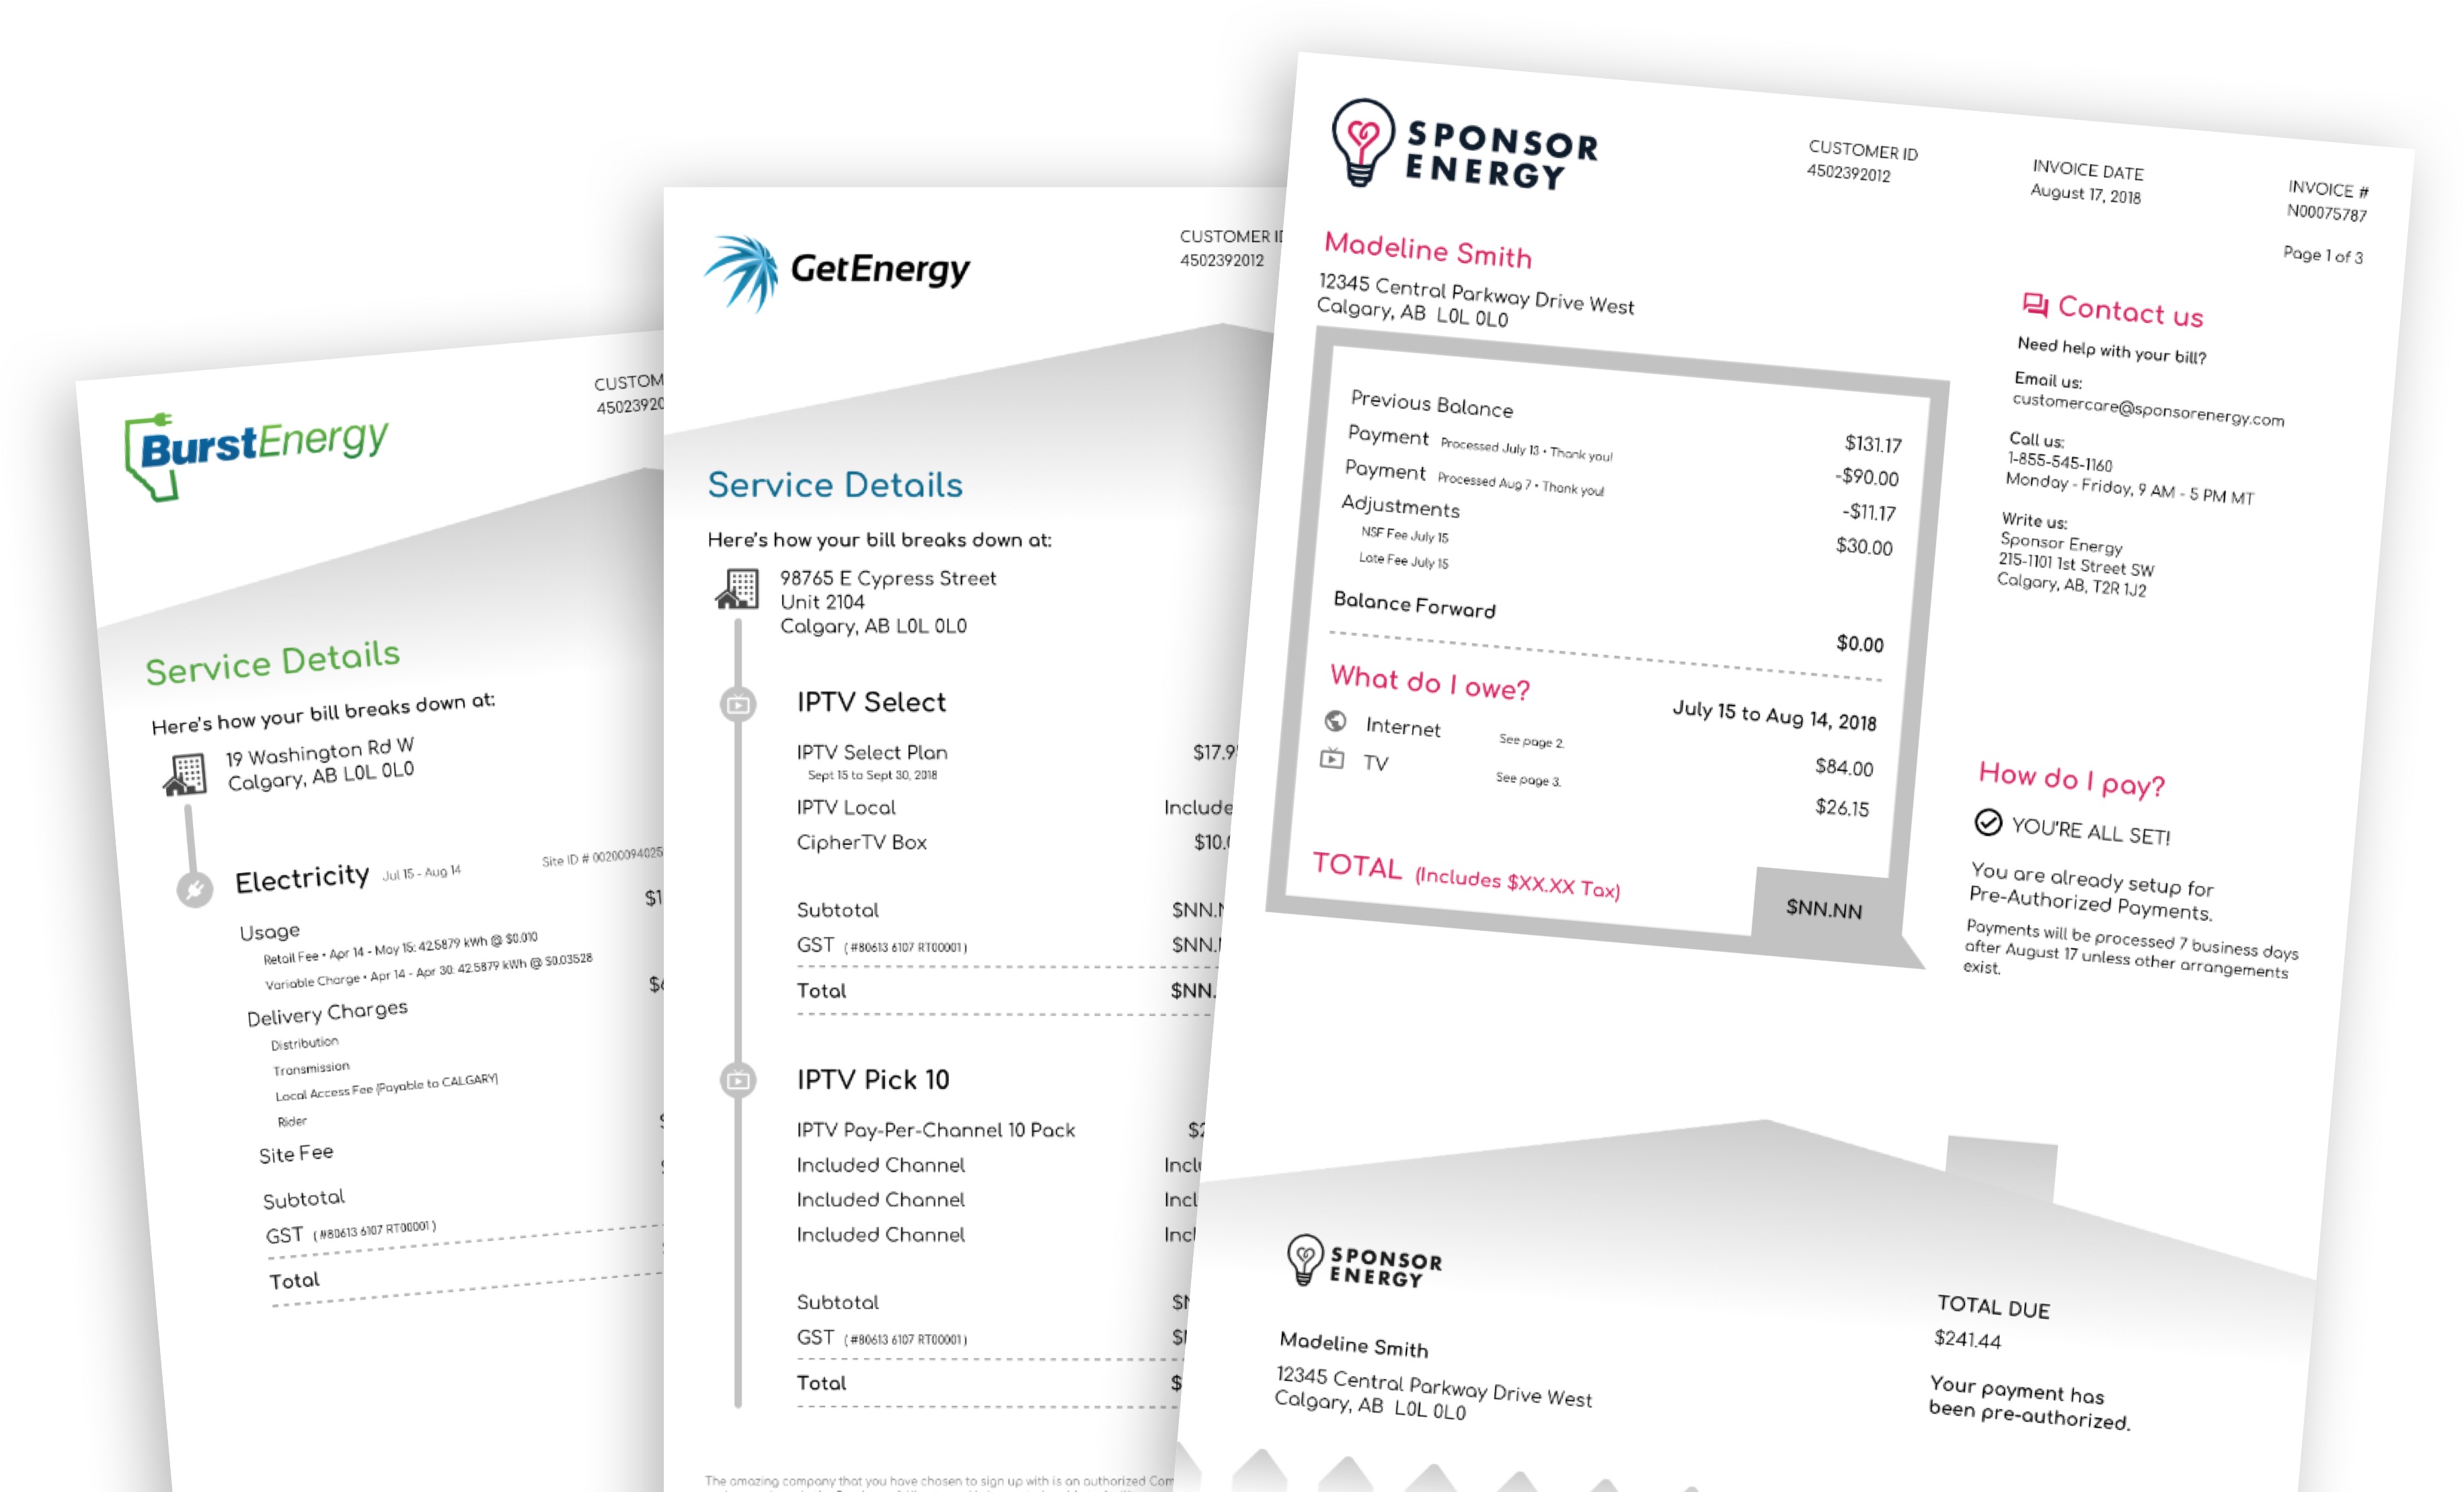 BurstEnergy
CUSTOM
45023920
Service Details
Here's how your bill breaks down at:
19 Washington Rd W
Calgary, AB L0L 0L0
Electricity Jul 15 - Aug 14 Site ID # 00200094025
$1
Usage
Retail Fee • Apr 14 - May 15: 42.5879 kWh @ $0.010
Variable Charge • Apr 14 - Apr 30: 42.5879 kWh @ $0.03528
Delivery Charges
Distribution
Transmission
Local Access Fee (Payable to CALGARY)
Rider
Site Fee
Subtotal
GST (#80613 6107 RT00001)
Total
GetEnergy
CUSTOMER ID
4502392012
Service Details
Here's how your bill breaks down at:
98765 E Cypress Street
Unit 2104
Calgary, AB L0L 0L0
IPTV Select
IPTV Select Plan $17.9
Sept 15 to Sept 30, 2018
IPTV Local Include
CipherTV Box $10.
Subtotal $NN.
GST (#80613 6107 RT00001) $NN.
Total $NN.
IPTV Pick 10
IPTV Pay-Per-Channel 10 Pack $2
Included Channel Incl
Included Channel Incl
Included Channel Incl
Subtotal $N
GST (#80613 6107 RT00001) $
Total $
The amazing company that you have chosen to sign up with is an authorized Com
SPONSOR
ENERGY
CUSTOMER ID
4502392012
INVOICE DATE
August 17, 2018
INVOICE #
N00075787
Page 1 of 3
Madeline Smith
12345 Central Parkway Drive West
Calgary, AB L0L 0L0
Previous Balance $131.17
Payment Processed July 13 • Thank you! -$90.00
Payment Processed Aug 7 • Thank you! -$11.17
Adjustments $30.00
NSF Fee July 15
Late Fee July 15
Balance Forward $0.00
What do I owe? July 15 to Aug 14, 2018
Internet See page 2. $84.00
TV See page 3. $26.15
TOTAL (Includes $XX.XX Tax) $NN.NN
Contact us
Need help with your bill?
Email us:
customercare@sponsorenergy.com
Call us:
1-855-545-1160
Monday - Friday, 9 AM - 5 PM MT
Write us:
Sponsor Energy
215-1101 1st Street SW
Calgary, AB, T2R 1J2
How do I pay?
YOU'RE ALL SET!
You are already setup for
Pre-Authorized Payments.
Payments will be processed 7 business days
after August 17 unless other arrangements
exist.
SPONSOR
ENERGY
Madeline Smith
12345 Central Parkway Drive West
Calgary, AB L0L 0L0
TOTAL DUE
$241.44
Your payment has
been pre-authorized.